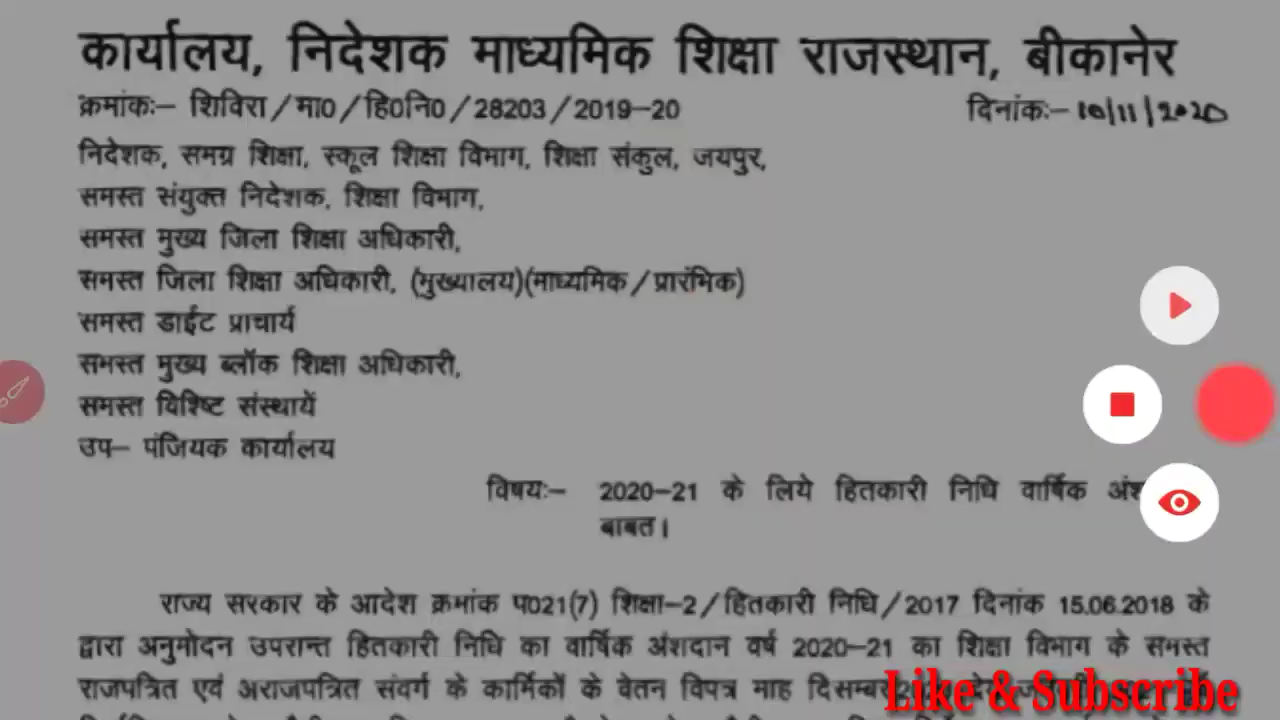 कार्यालय, निदेशक माध्यमिक शिक्षा राजस्थान, बीकानेर
क्रमांकः– शिविरा/मा0/हि0नि0/28203/2019–20 दिनांकः– 10/11/2020
निदेशक, समग्र शिक्षा, स्कूल शिक्षा विभाग, शिक्षा संकुल, जयपुर,
समस्त संयुक्त निदेशक, शिक्षा विभाग,
समस्त मुख्य जिला शिक्षा अधिकारी,
समस्त जिला शिक्षा अधिकारी, (मुख्यालय)(माध्यमिक/प्रारंभिक)
समस्त डाईट प्राचार्य
समस्त मुख्य ब्लॉक शिक्षा अधिकारी,
समस्त विश्ष्टि संस्थायें
उप– पंजियक कार्यालय
विषयः– 2020–21 के लिये हितकारी निधि वार्षिक
बाबत।
राज्य सरकार के आदेश क्रमांक प021(7) शिक्षा–2/हितकारी निधि/2017 दिनांक 15.06.2018 के
द्वारा अनुमोदन उपरान्त हितकारी निधि का वार्षिक अंशदान वर्ष 2020–21 का शिक्षा विभाग के समस्त
राजपत्रित एवं अराजपत्रित संवर्ग के कार्मिकों के वेतन विपत्र माह दिसम्बर
Like & Subscribe